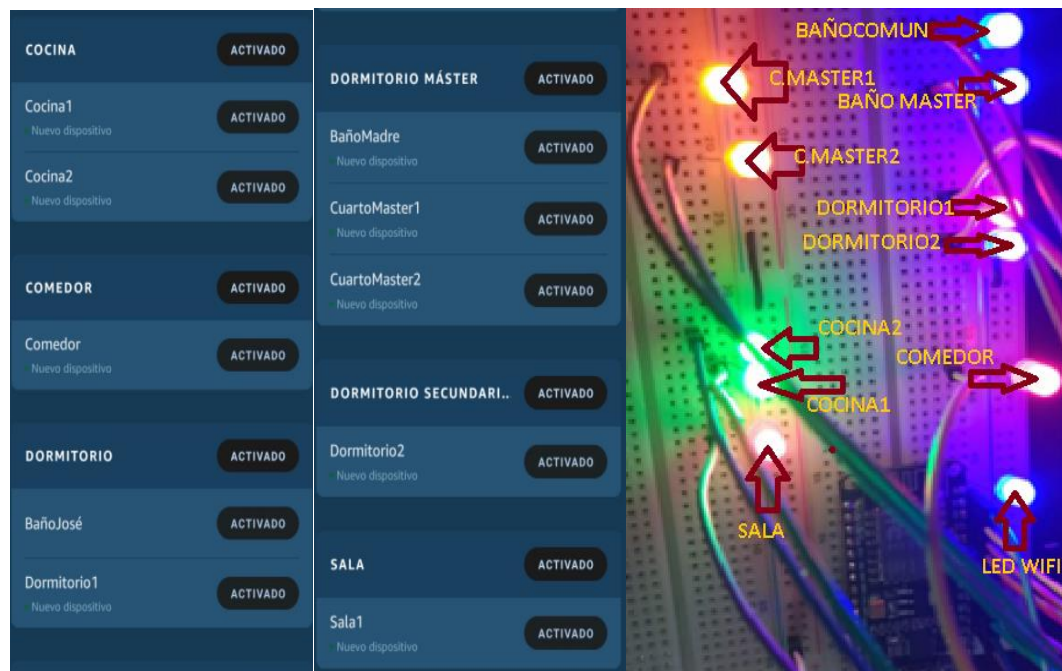 COCINA
ACTIVADO
Cocina1
Nuevo dispositivo
ACTIVADO
Cocina2
Nuevo dispositivo
ACTIVADO
COMEDOR
ACTIVADO
Comedor
Nuevo dispositivo
ACTIVADO
DORMITORIO
ACTIVADO
BañoJosé
ACTIVADO
Dormitorio1
Nuevo dispositivo
ACTIVADO
DORMITORIO MÁSTER
ACTIVADO
BañoMadre
Nuevo dispositivo
ACTIVADO
CuartoMaster1
Nuevo dispositivo
ACTIVADO
CuartoMaster2
Nuevo dispositivo
ACTIVADO
DORMITORIO SECUNDARI..
ACTIVADO
Dormitorio2
Nuevo dispositivo
ACTIVADO
SALA
ACTIVADO
Sala1
Nuevo dispositivo
ACTIVADO
BAÑOCOMUN
C.MASTER1
BAÑO MASTER
C.MASTER2
DORMITORIO1
DORMITORIO2
COCINA2
COMEDOR
COCINA1
SALA
LED WIFI